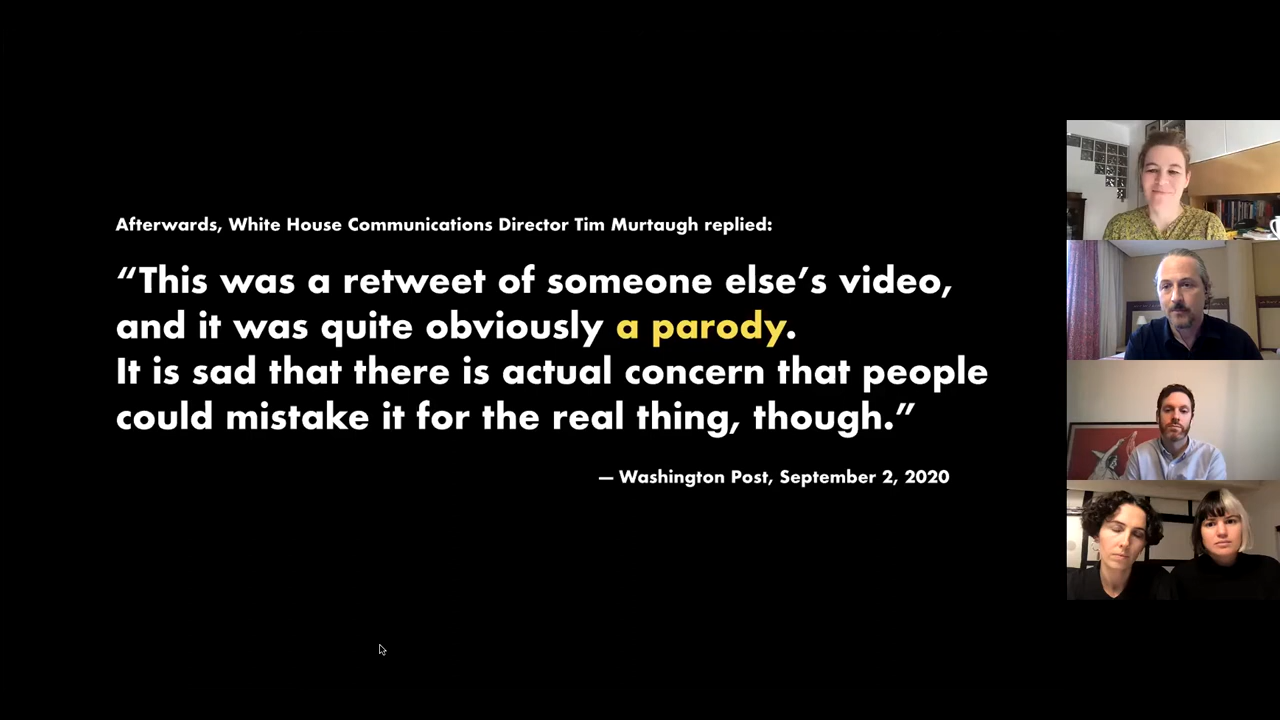 Afterwards, White House Communications Director Tim Murtaugh replied:
“This was a retweet of someone else’s video,
and it was quite obviously a parody.
It is sad that there is actual concern that people
could mistake it for the real thing, though.”
— Washington Post, September 2, 2020